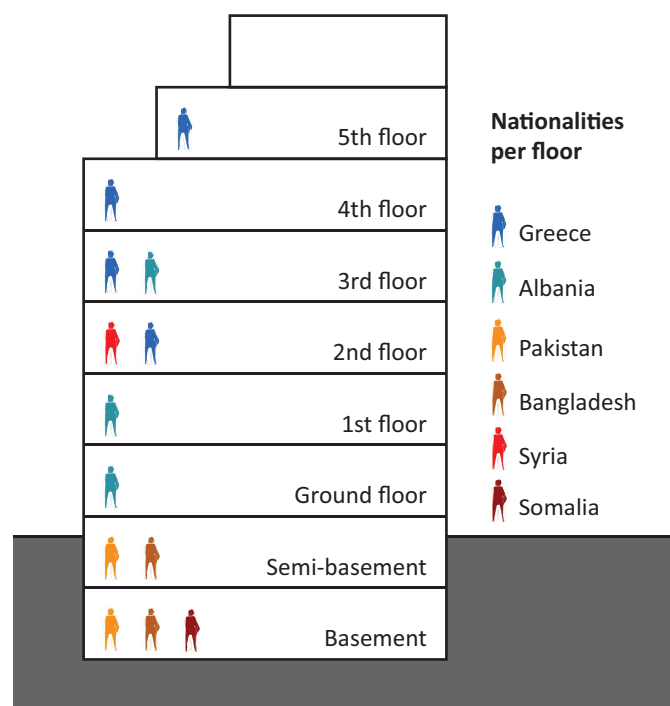 Nationalities
per floor
5th floor
4th floor
3rd floor
2nd floor
1st floor
Ground floor
Semi-basement
Basement
Greece
Albania
Pakistan
Bangladesh
Syria
Somalia